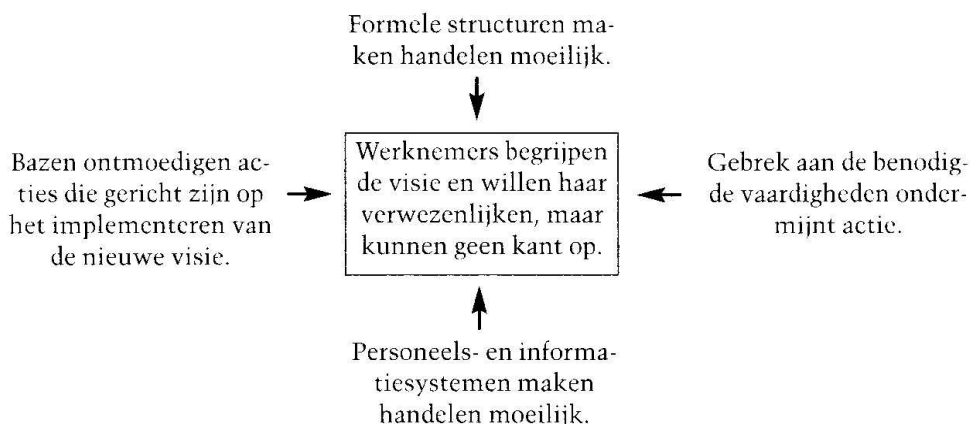 Formele structuren ma-
ken handelen moeilijk.
Bazen ontmoedigen ac-
ties die gericht zijn op
het implementeren van
de nieuwe visie.
Werknemers begrijpen
de visie en willen haar
verwezenlijken, maar
kunnen geen kant op.
Gebrek aan de benodig-
de vaardigheden onder-
mijnt actie.
Personeels- en informa-
tiesystemen maken
handelen moeilijk.